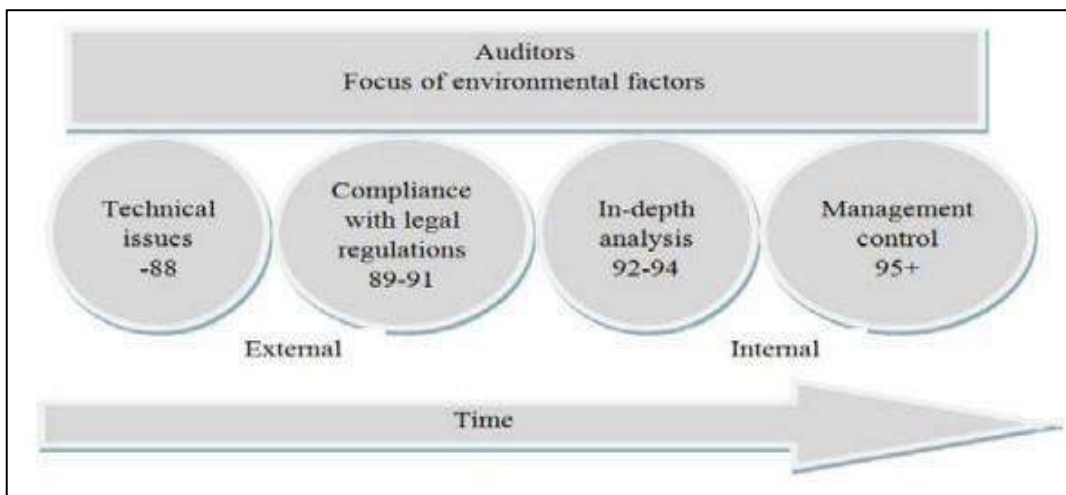 Auditors
Focus of environmental factors
Technical
issues
-88
Compliance
with legal
regulations
89-91
In-depth
analysis
92-94
Management
control
95+
External
Internal
Time